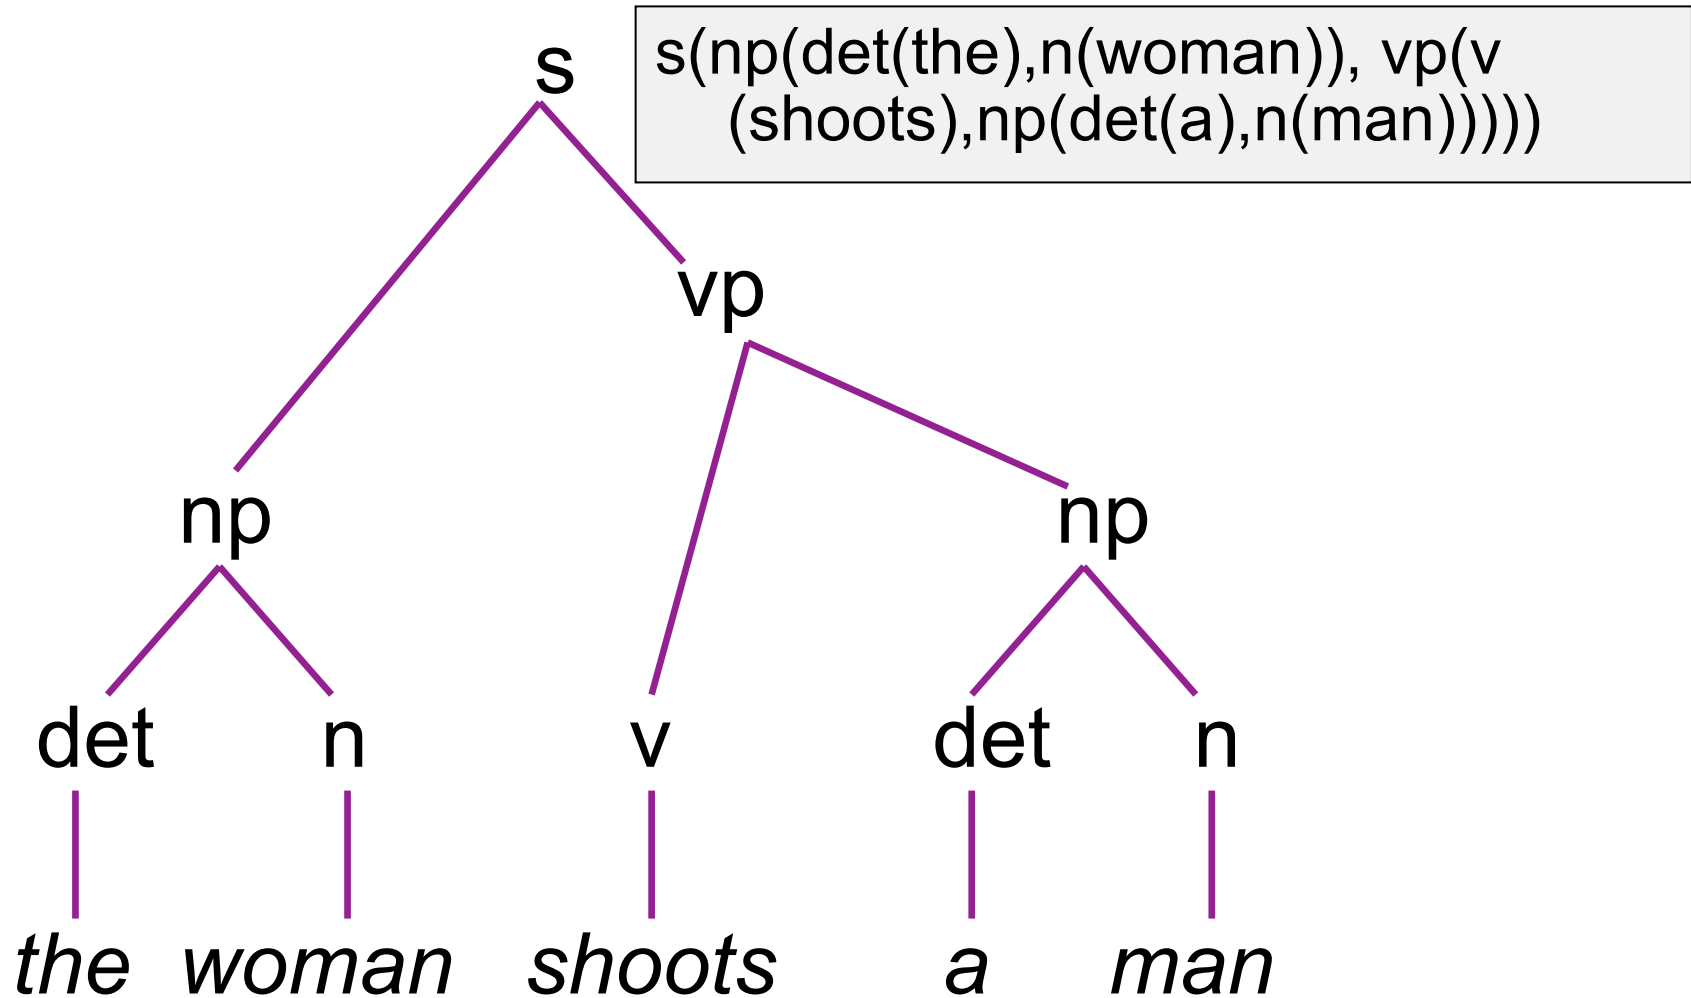 s
s(np(det(the),n(woman)), vp(v
(shoots),np(det(a),n(man)))))
vp
np np
det n v det n
the woman shoots a man